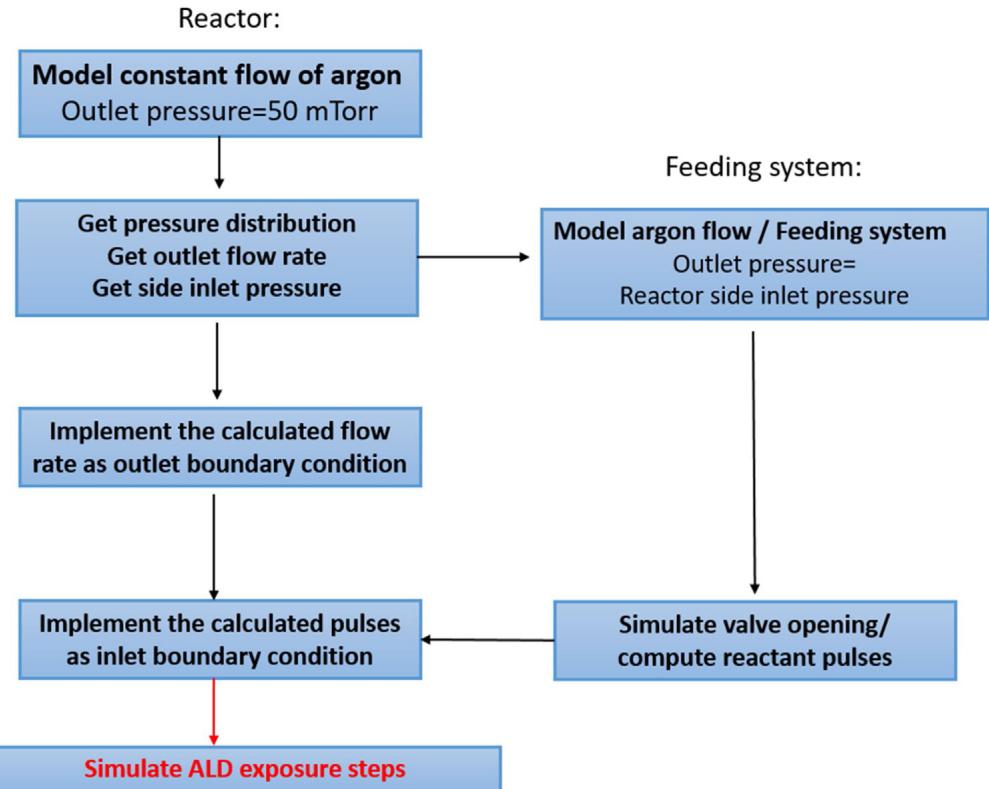 Reactor:
Model constant flow of argon
Outlet pressure=50 mTorr
Get pressure distribution
Get outlet flow rate
Get side inlet pressure
Feeding system:
Model argon flow / Feeding system
Outlet pressure=
Reactor side inlet pressure
Implement the calculated flow
rate as outlet boundary condition
Implement the calculated pulses
as inlet boundary condition
Simulate valve opening/
compute reactant pulses
Simulate ALD exposure steps